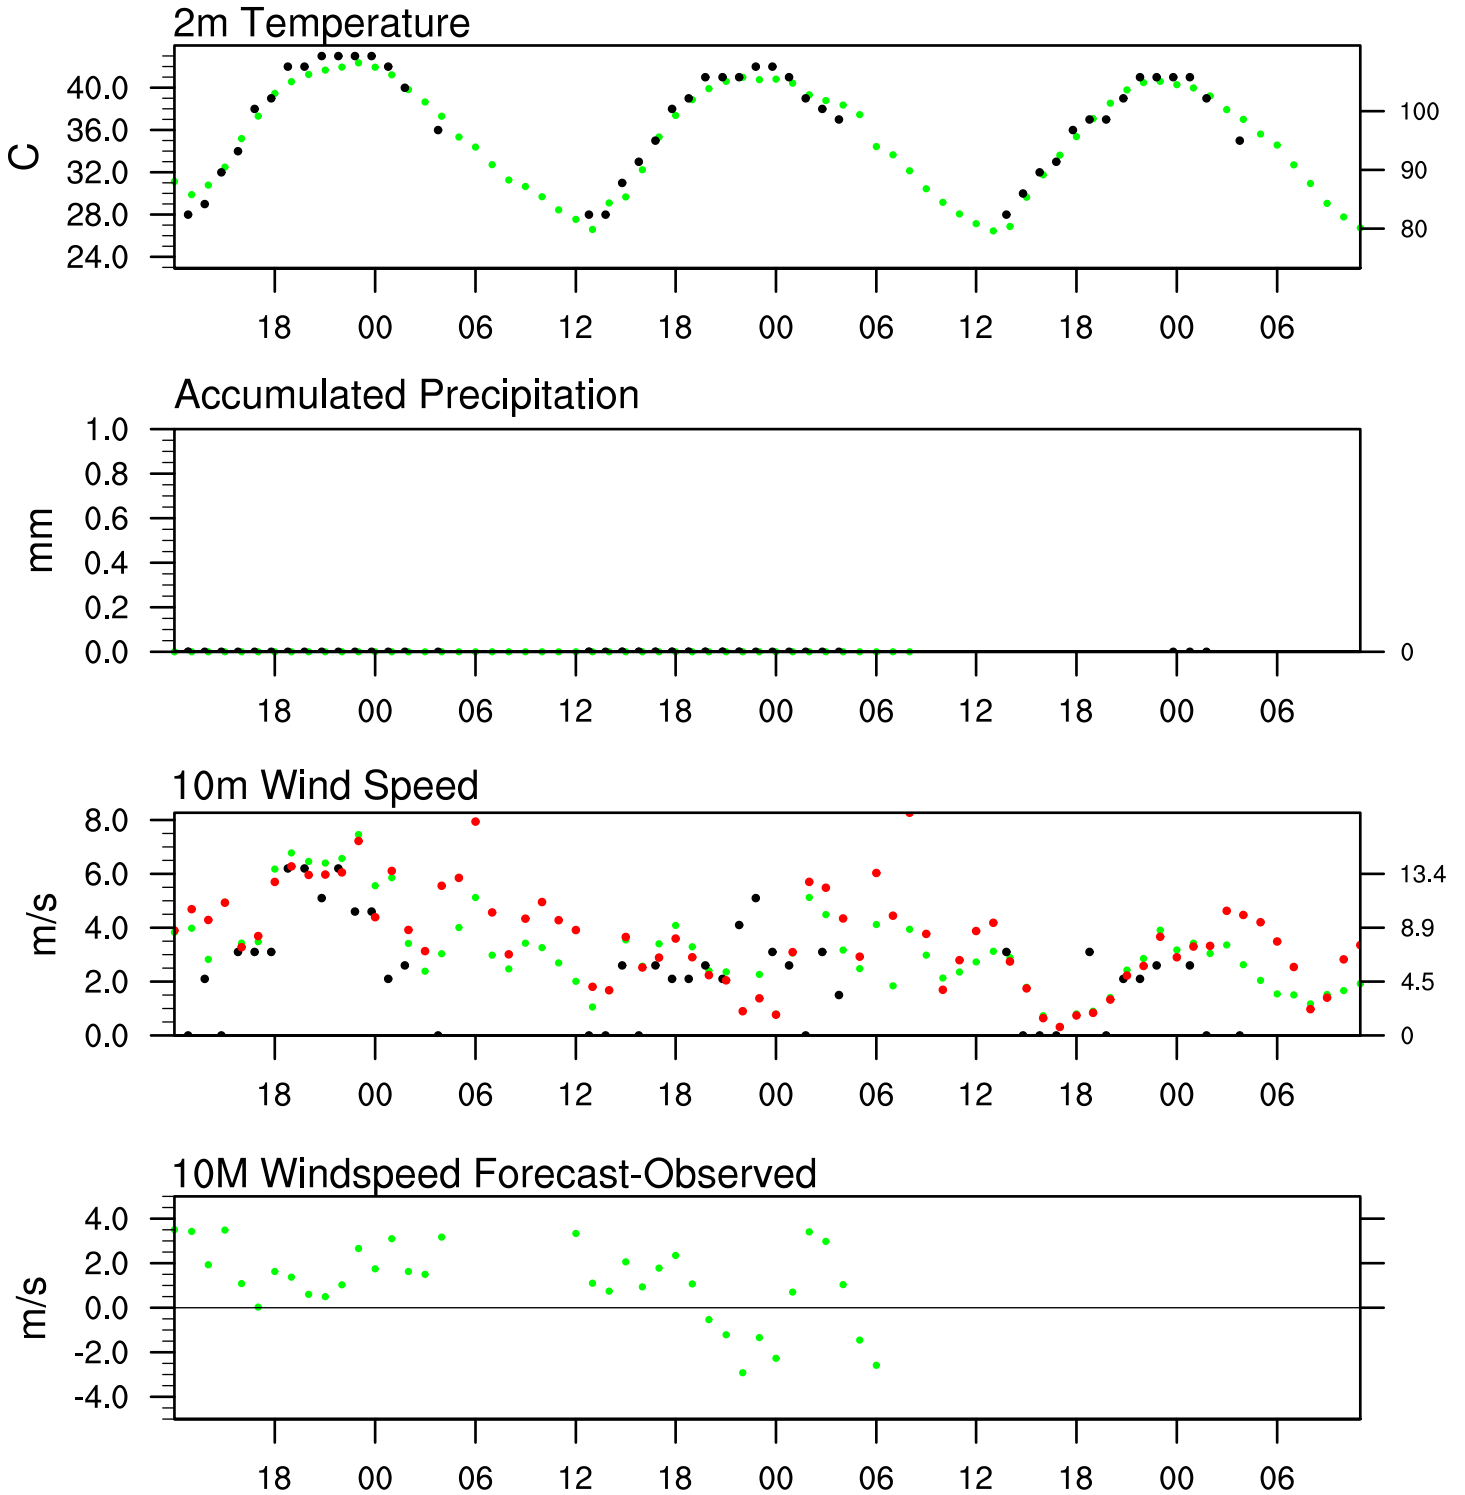 2m Temperature
C
40.0
36.0
32.0
28.0
24.0
100
90
80
18 00 06 12 18 00 06 12 18 00 06
Accumulated Precipitation
mm
1.0
0.8
0.6
0.4
0.2
0.0
0
18 00 06 12 18 00 06 12 18 00 06
10m Wind Speed
m/s
8.0
6.0
4.0
2.0
0.0
13.4
8.9
4.5
0
18 00 06 12 18 00 06 12 18 00 06
10M Windspeed Forecast-Observed
m/s
4.0
2.0
0.0
-2.0
-4.0
18 00 06 12 18 00 06 12 18 00 06